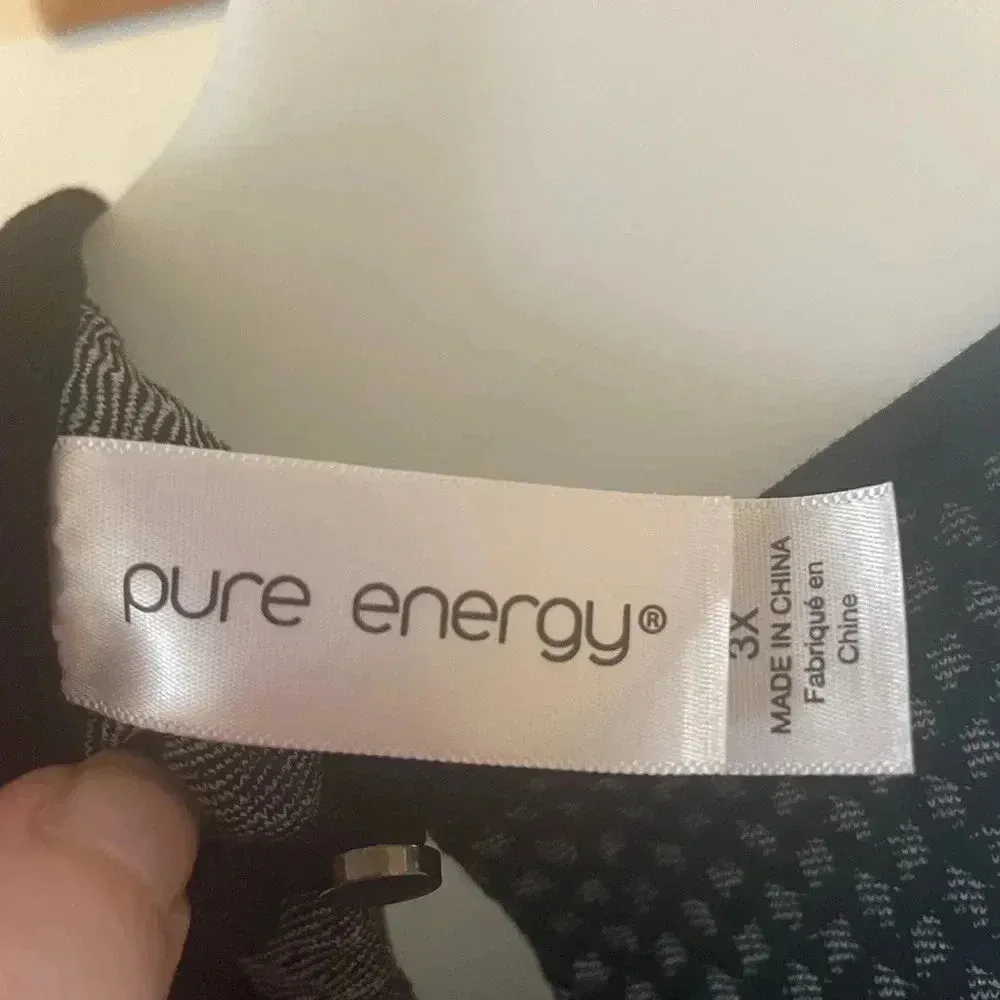 pure energy®
3X
MADE IN CHINA
Fabriqué en
Chine